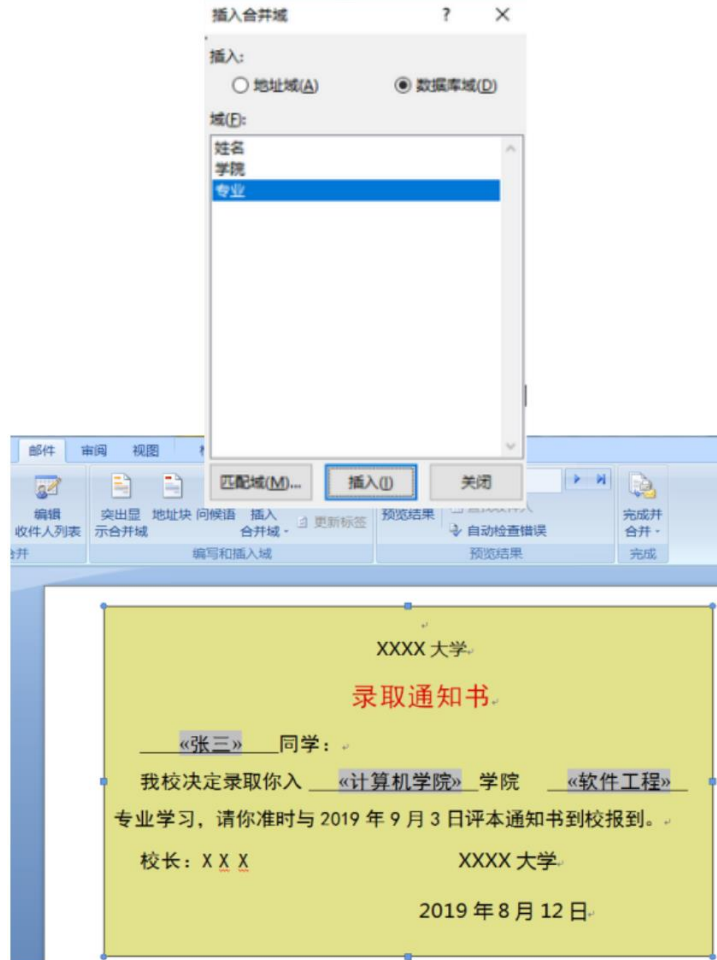 插入合并域 ? ×
插入:
地址域(A) 数据库域(D)
域(F):
姓名
学院
专业
匹配域(M)... 插入(I) 关闭
邮件 审阅 视图
编辑 突出显 地址块 问候语 插入 更新标签 预览结果
收件人列表 示合并域 合并域 自动检查错误 完成并
合并
并 编写和插入域 预览结果 完成
XXXX 大学
录取通知书
«张三» 同学:
我校决定录取你入 «计算机学院» 学院 «软件工程»
专业学习, 请你准时与 2019 年 9 月 3 日评本通知书到校报到。
校长: X X X XXXX 大学
2019 年 8 月 12 日